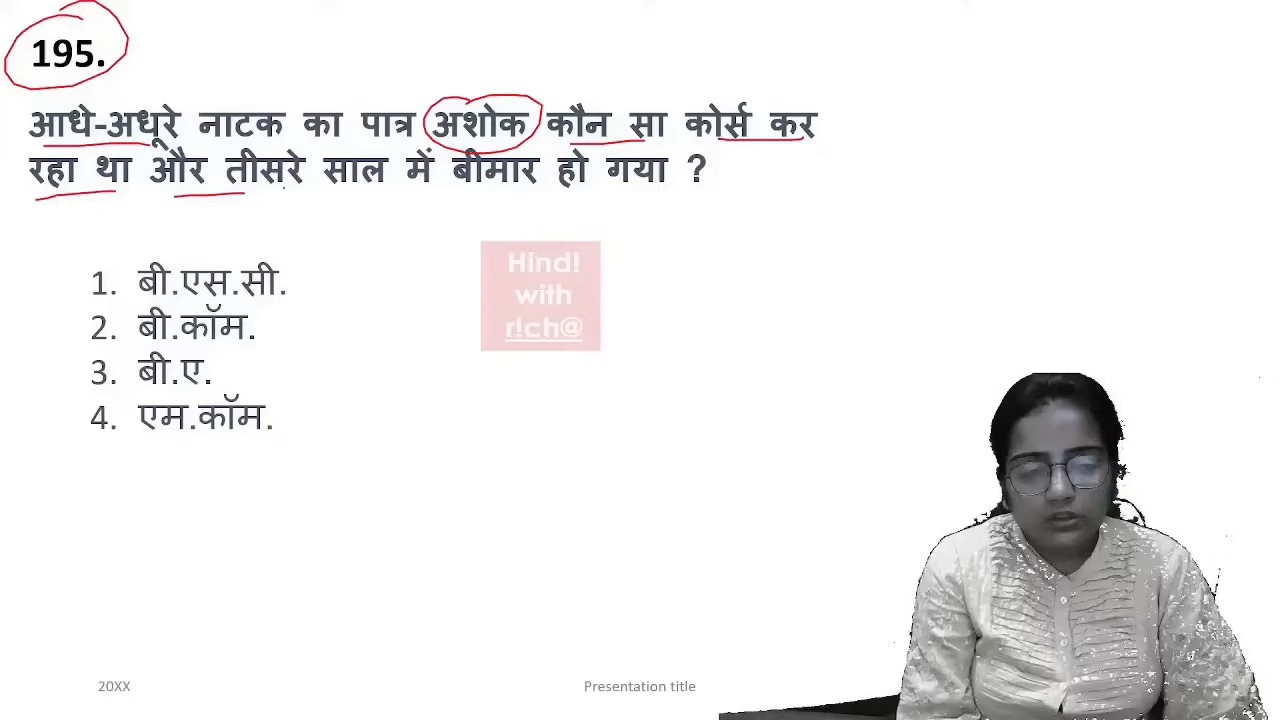 195.
आधे-अधूरे नाटक का पात्र अशोक कौन सा कोर्स कर
रहा था और तीसरे साल में बीमार हो गया ?
1. बी.एस.सी.
2. बी.कॉम.
3. बी.ए.
4. एम.कॉम.
Hind!
with
r!ch@
20XX
Presentation title